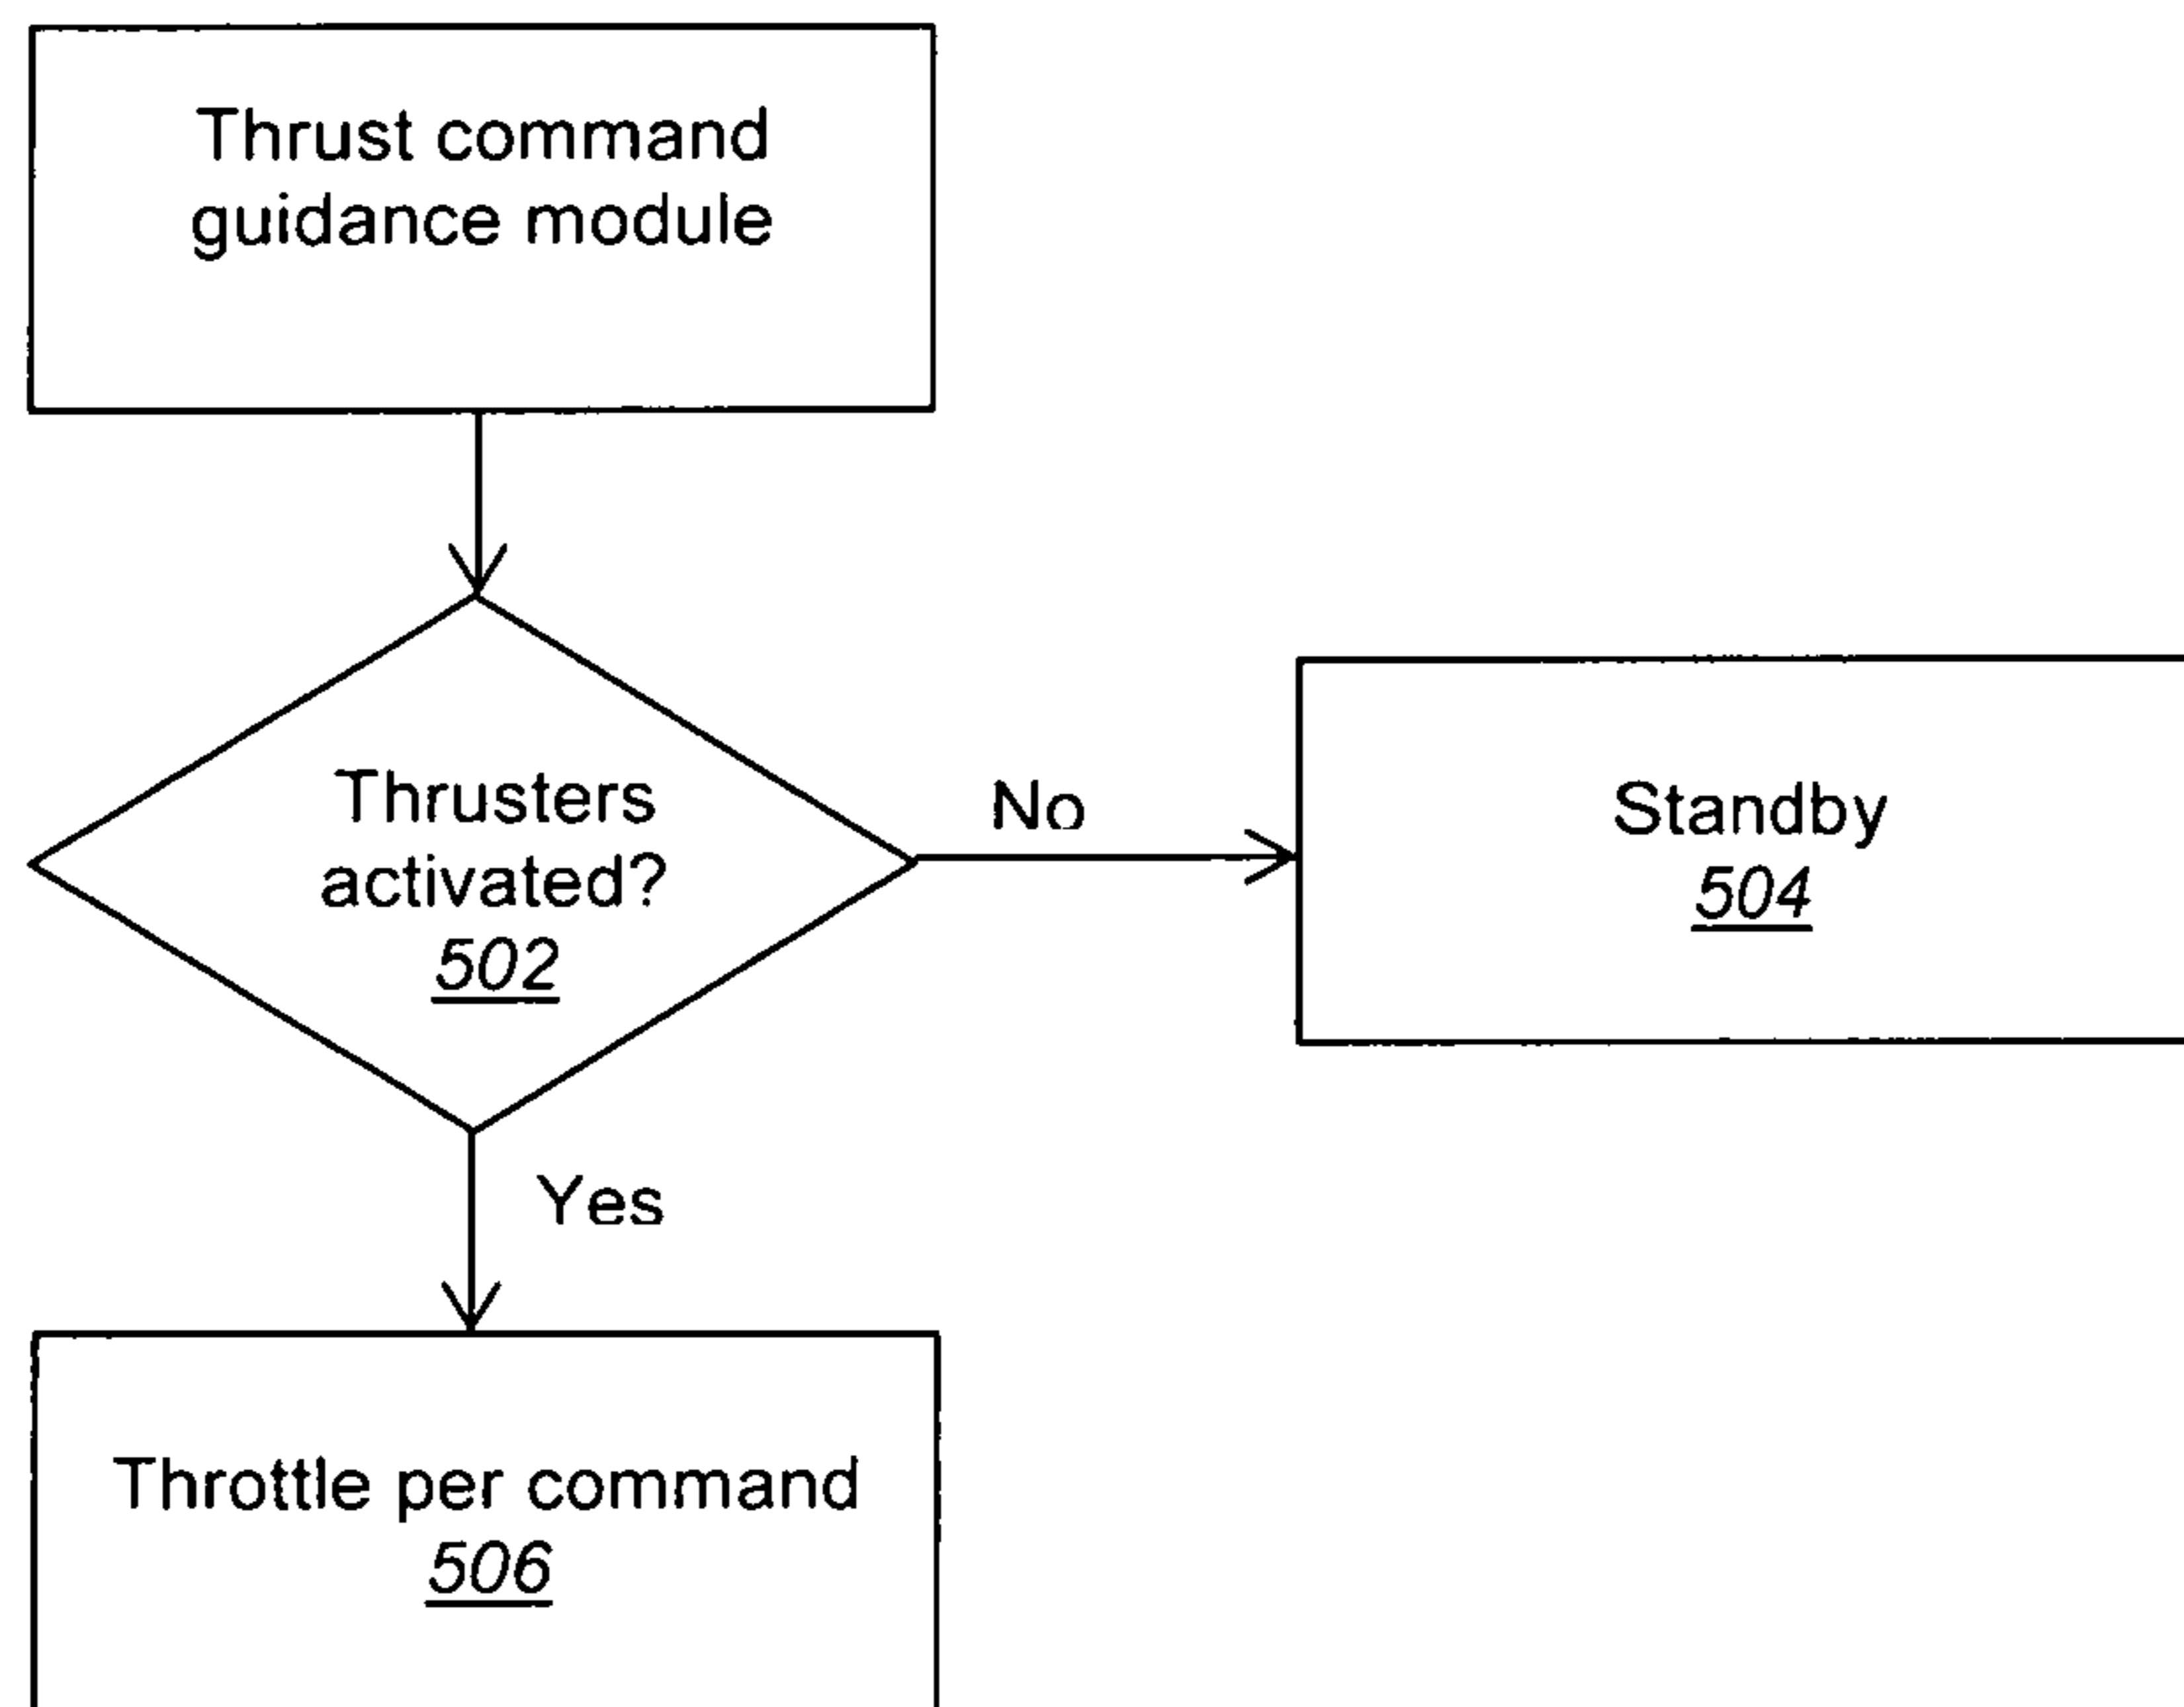 Thrust command
guidance module
Thrusters
activated?
502
No
Standby
504
Yes
Throttle per command
506